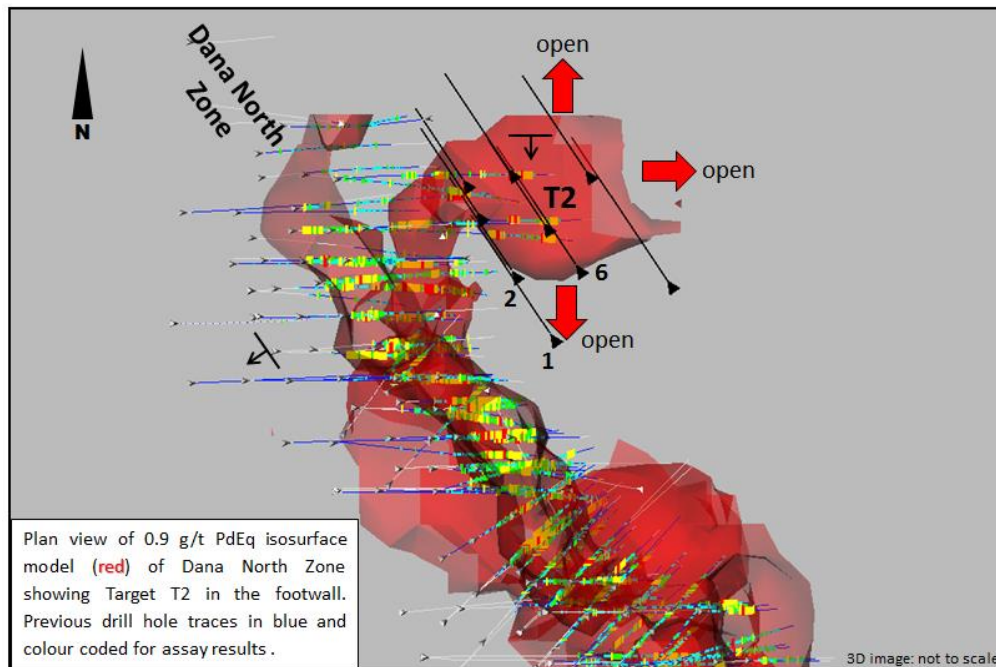 open
Dana North
Zone
N
T2
open
6
2
1
open
Plan view of 0.9 g/t PdEq isosurface
model (red) of Dana North Zone
showing Target T2 in the footwall.
Previous drill hole traces in blue and
colour coded for assay results .
3D image: not to scale